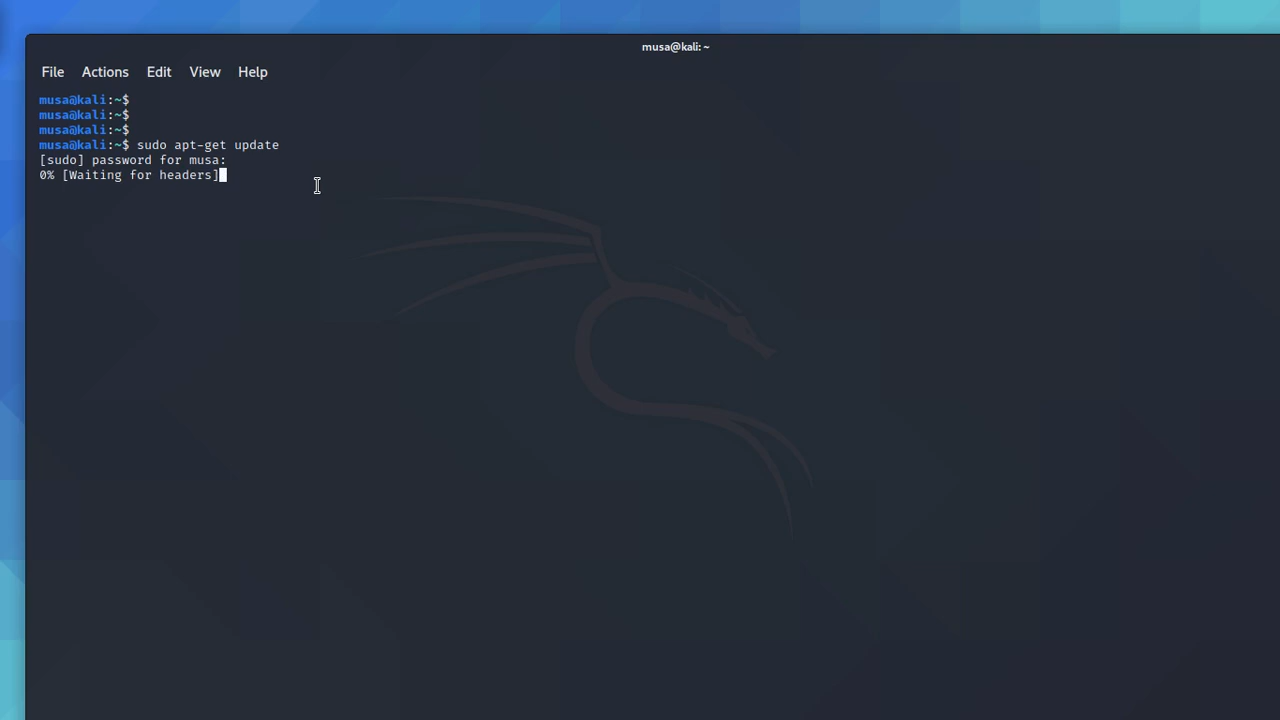 musa@kali: ~
File Actions Edit View Help
musa@kali:~$
musa@kali:~$
musa@kali:~$
musa@kali:~$ sudo apt-get update
[sudo] password for musa:
0% [Waiting for headers]